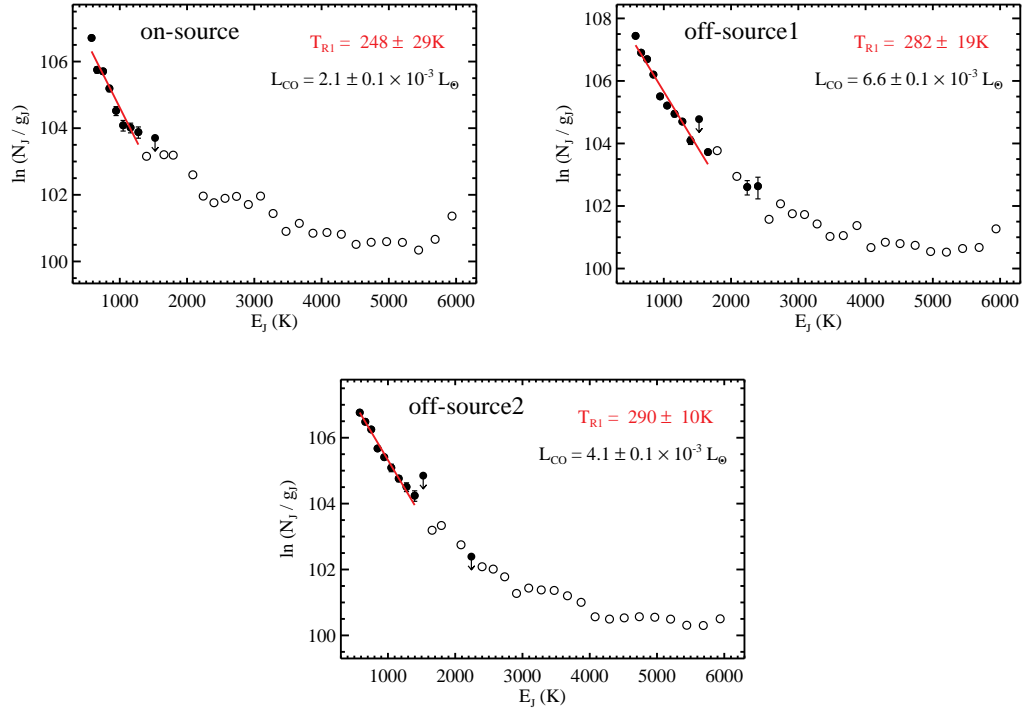 on-source
T_R1 = 248 ± 29K
L_CO = 2.1 ± 0.1 × 10^-3 L_⊙
ln (N_J / g_J)
106
104
102
100
1000 2000 3000 4000 5000 6000
E_J (K)
off-source1
T_R1 = 282 ± 19K
L_CO = 6.6 ± 0.1 × 10^-3 L_⊙
ln (N_J / g_J)
108
106
104
102
100
1000 2000 3000 4000 5000 6000
E_J (K)
off-source2
T_R1 = 290 ± 10K
L_CO = 4.1 ± 0.1 × 10^-3 L_⊙
ln (N_J / g_J)
106
104
102
100
1000 2000 3000 4000 5000 6000
E_J (K)